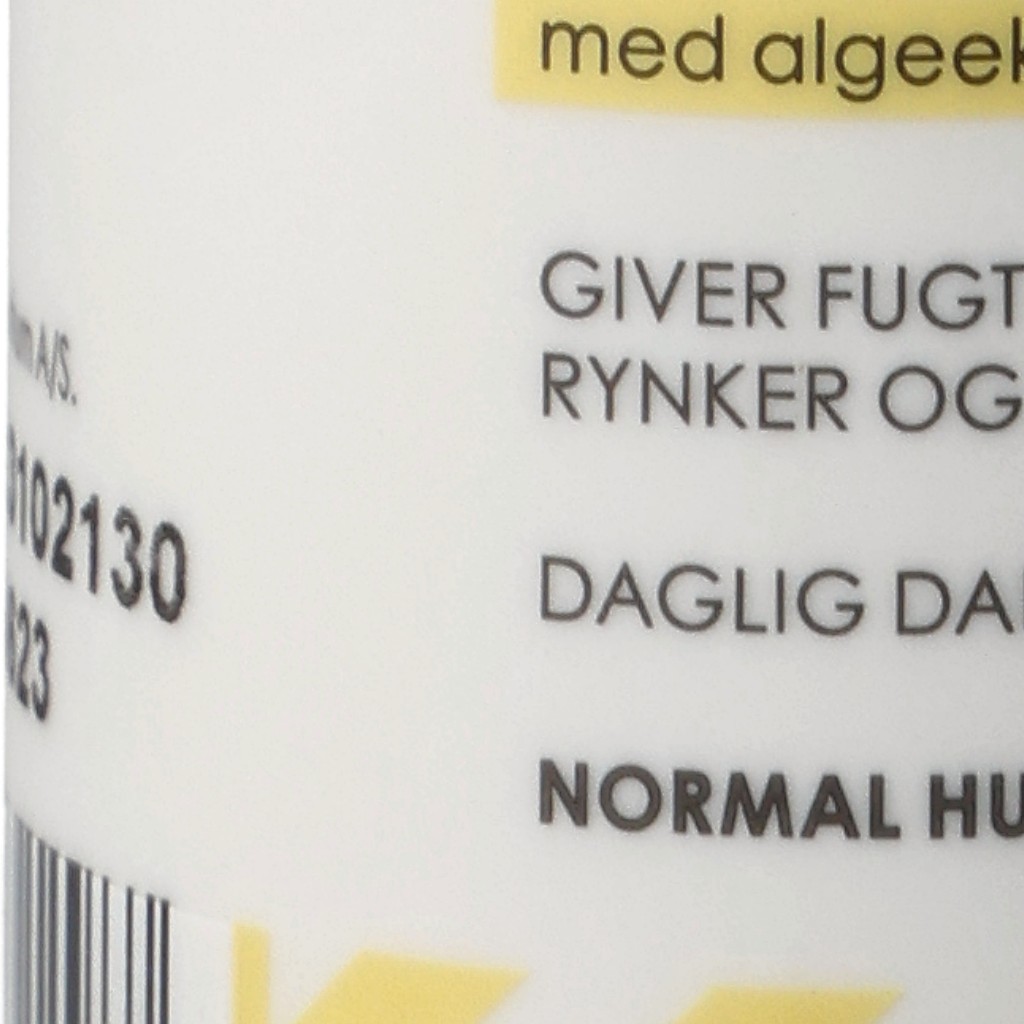 med algeek
GIVER FUGT
RYNKER OG
DAGLIG DA
NORMAL HU
A/S.
102130
23